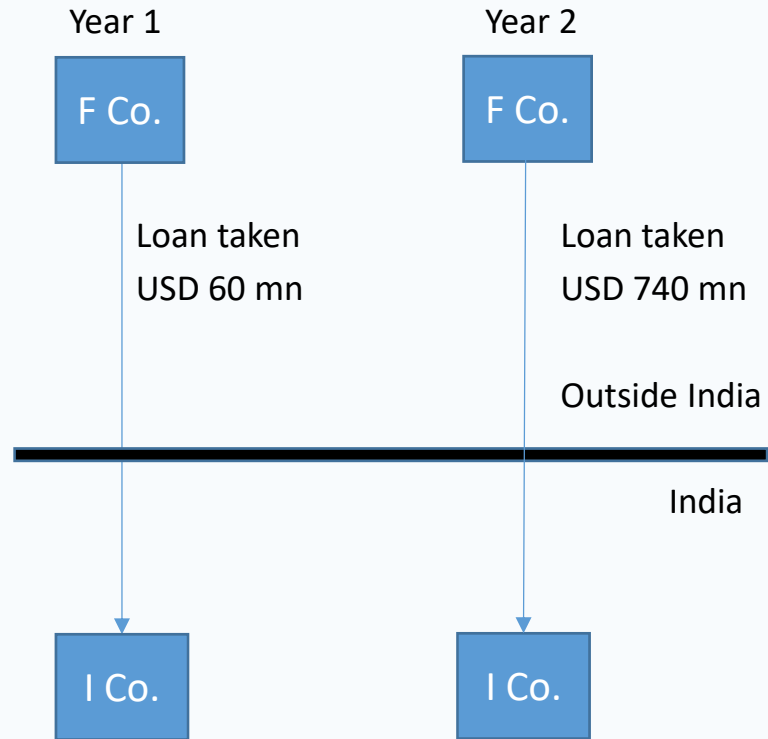 Year 1
Year 2
F Co.
F Co.
Loan taken
USD 60 mn
Loan taken
USD 740 mn
Outside India
India
I Co.
I Co.